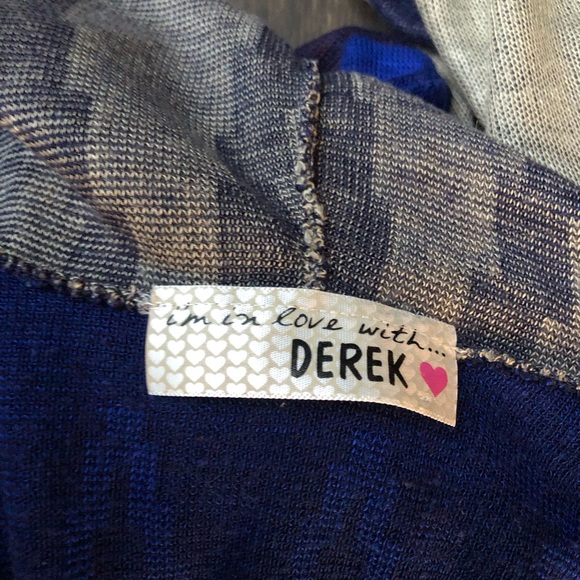 i'm in love with...
DEREK